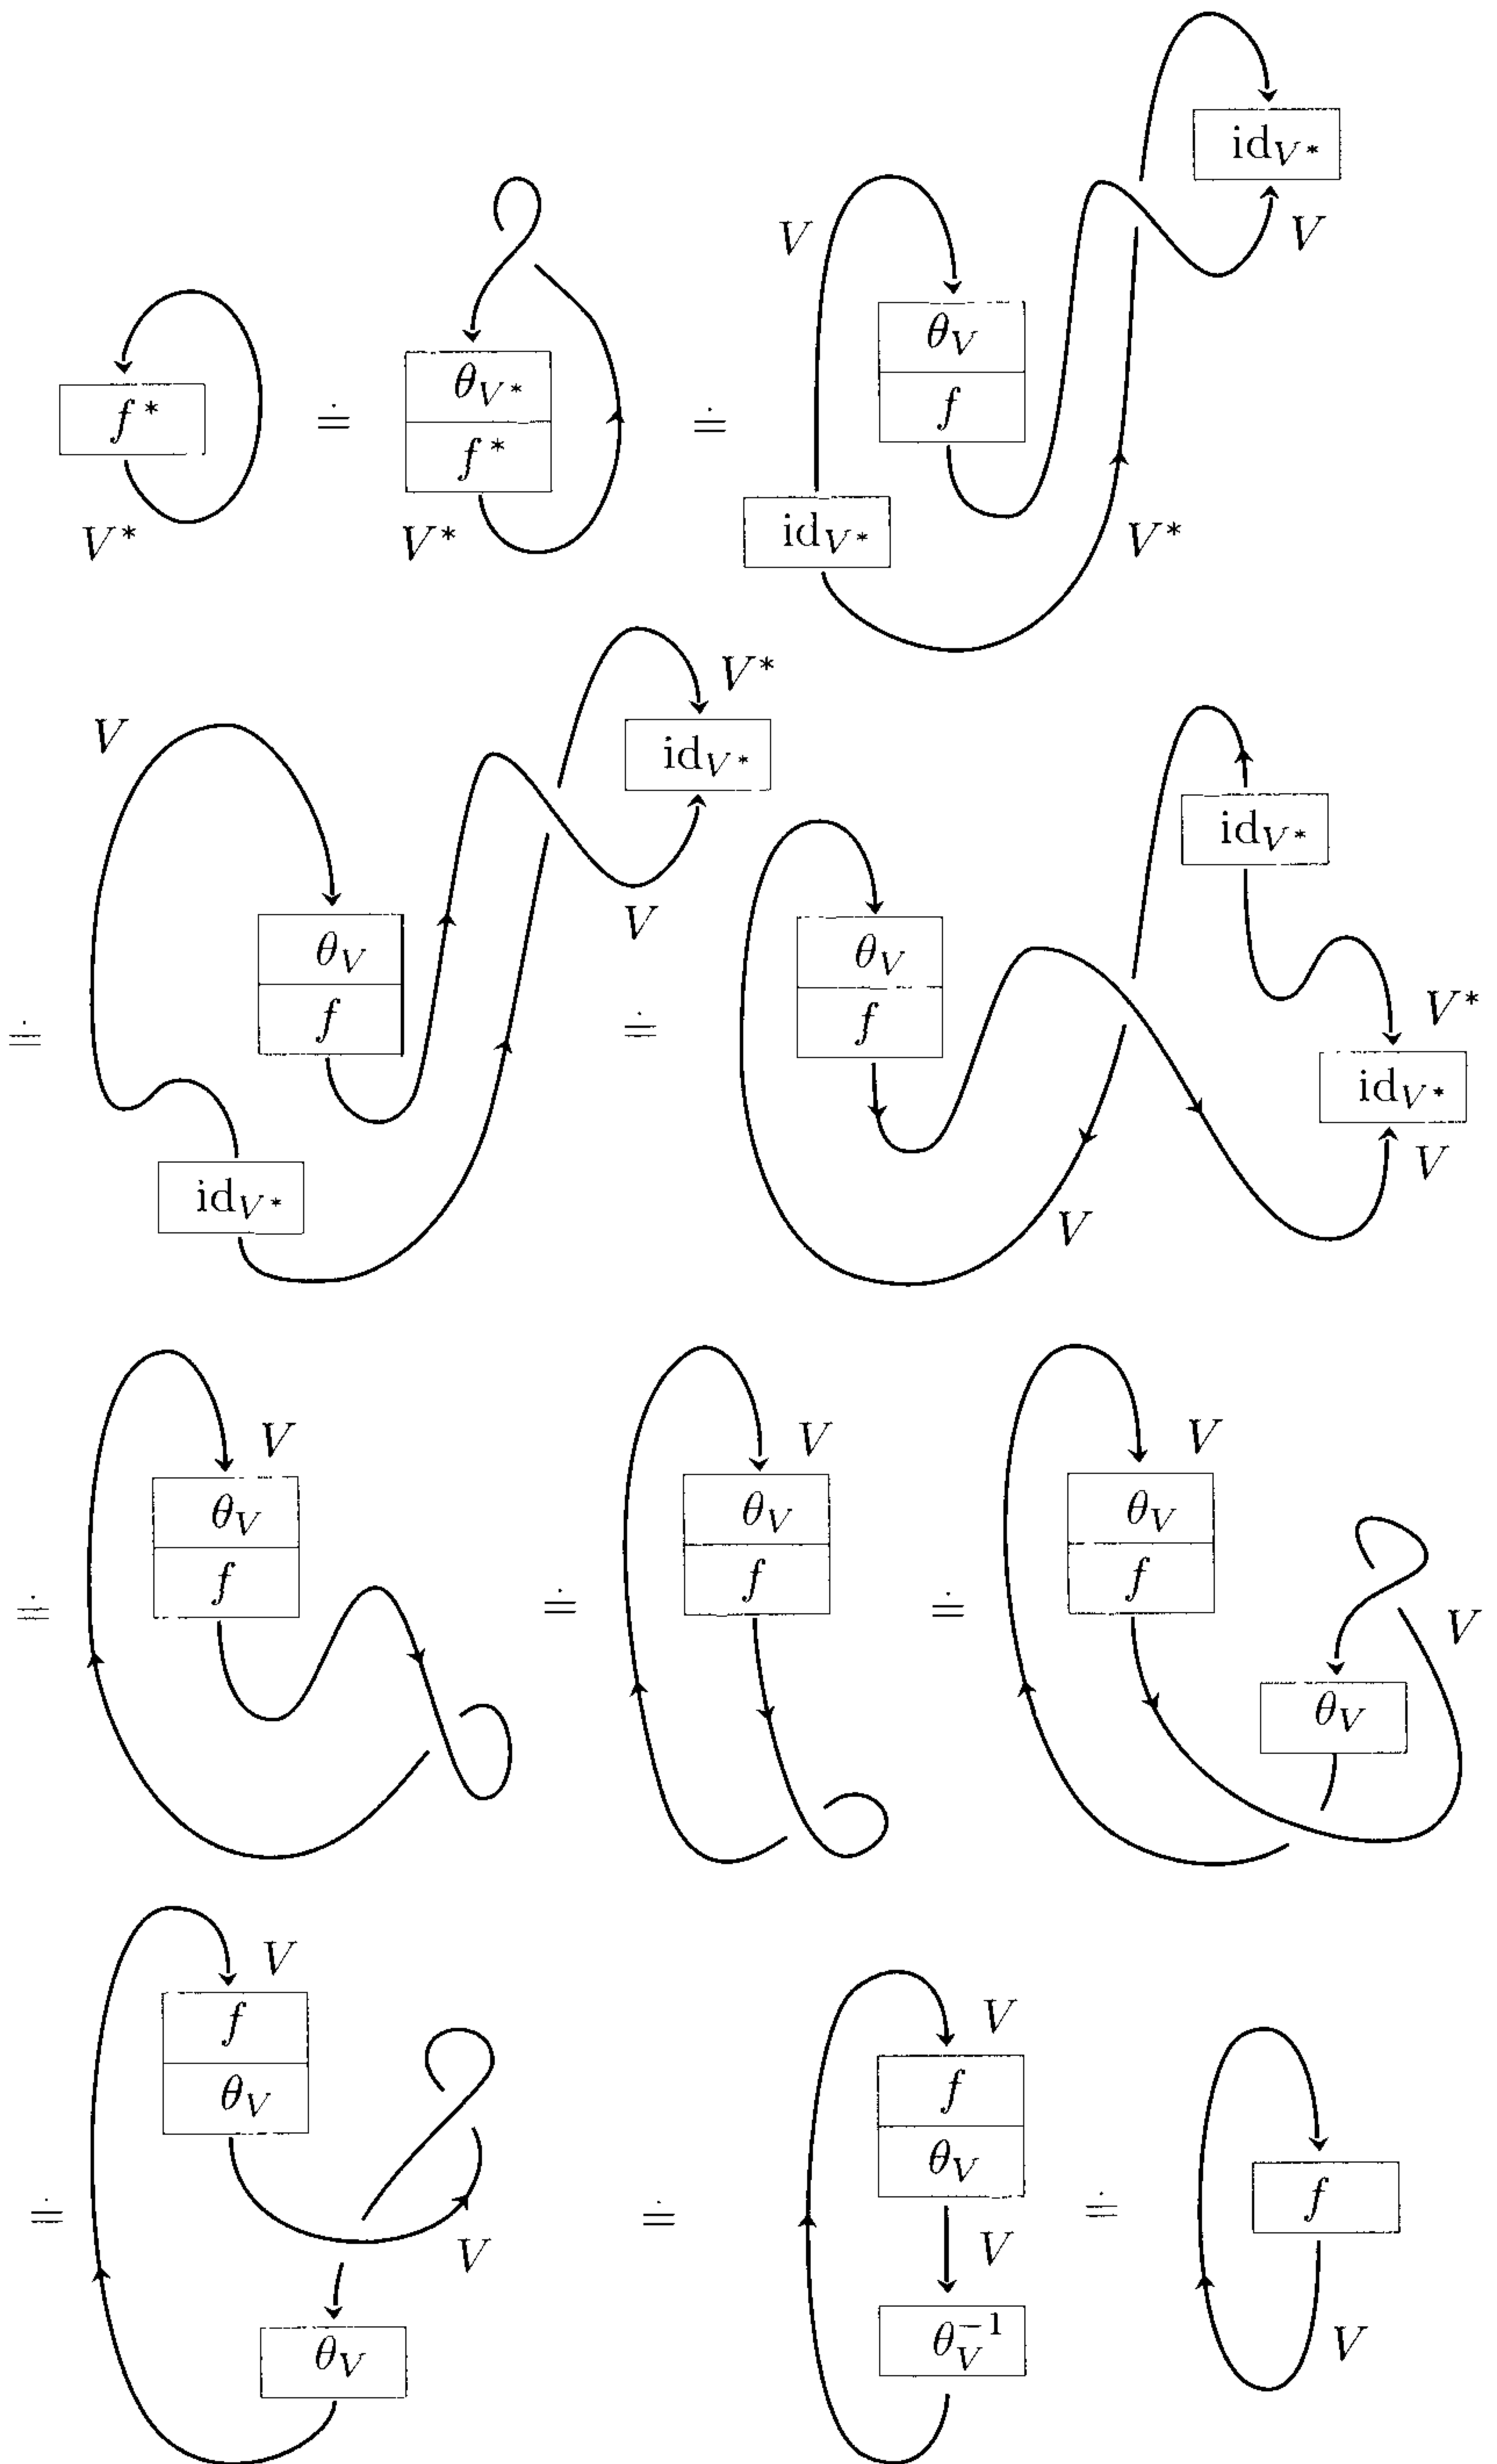 f* ≐ θ_{V*} f* ≐ V θ_V f id_{V*} id_{V*} V
V* V* V*
≐ V θ_V f id_{V*} V* id_{V*} V ≐ θ_V f id_{V*} V* id_{V*} V V
≐ V θ_V f ≐ V θ_V f ≐ V θ_V f V θ_V
≐ V f θ_V V θ_V ≐ V f θ_V V θ_V^{-1} ≐ f V